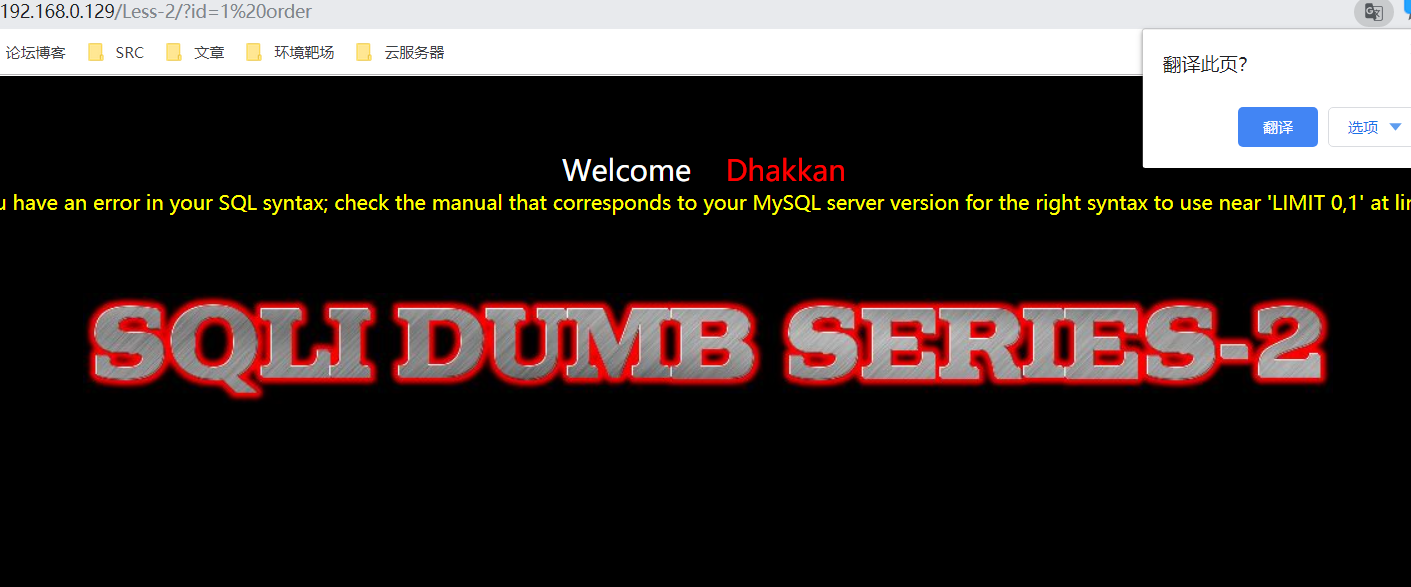 192.168.0.129/Less-2/?id=1%20order
论坛博客 SRC 文章 环境靶场 云服务器
翻译此页?
翻译 选项
Welcome Dhakkan
have an error in your SQL syntax; check the manual that corresponds to your MySQL server version for the right syntax to use near 'LIMIT 0,1' at
SQLI DUMB SERIES-2